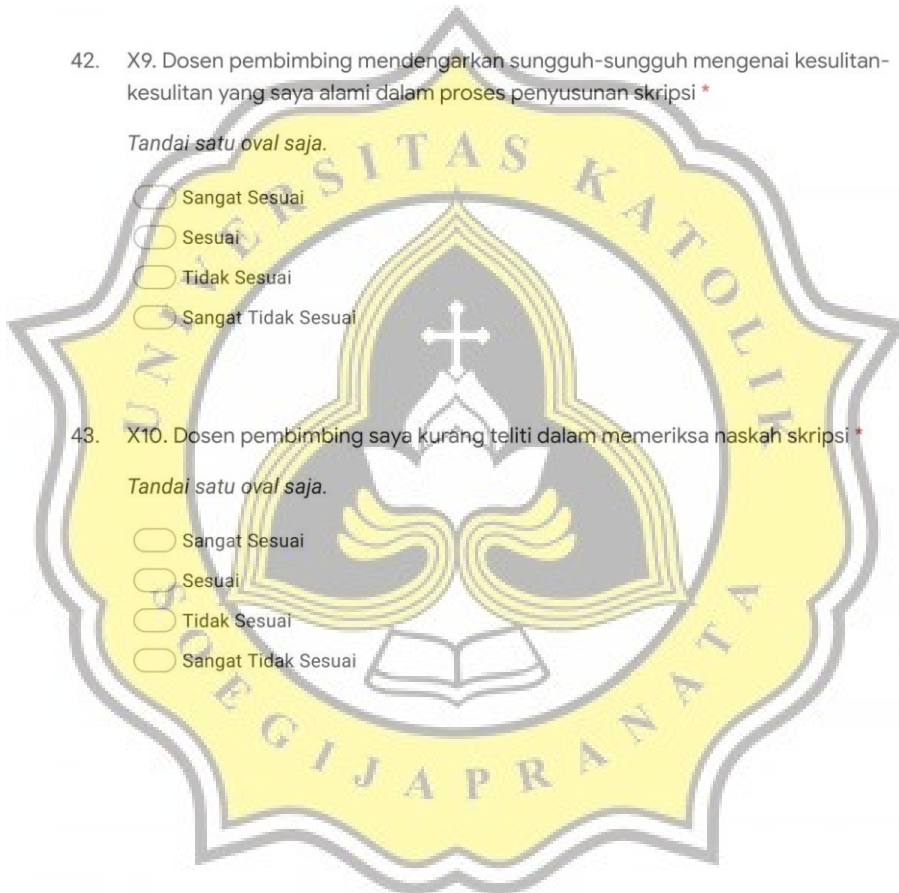 42. X9. Dosen pembimbing mendengarkan sungguh-sungguh mengenai kesulitan-
kesulitan yang saya alami dalam proses penyusunan skripsi *
Tandai satu oval saja.
Sangat Sesuai
Sesuai
Tidak Sesuai
Sangat Tidak Sesuai
43. X10. Dosen pembimbing saya kurang teliti dalam memeriksa naskah skripsi *
Tandai satu oval saja.
Sangat Sesuai
Sesuai
Tidak Sesuai
Sangat Tidak Sesuai
UNIVERSITAS KATOLIK
SOEGIJAPRANATA